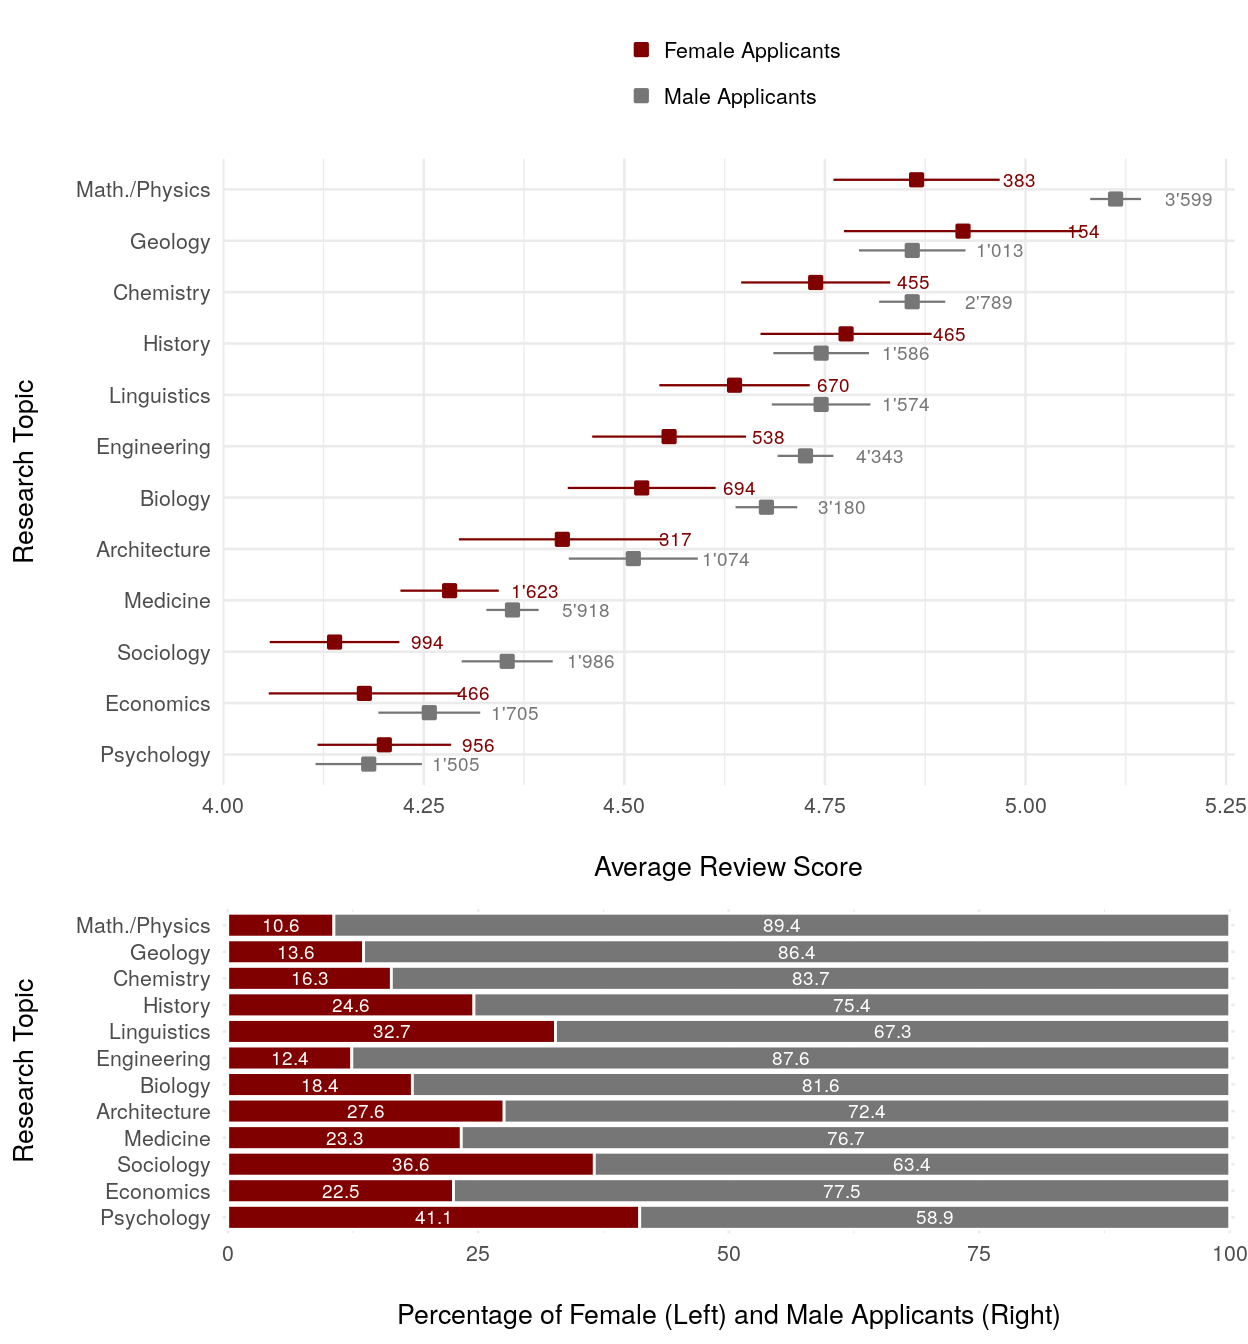 Female Applicants
Male Applicants
Research Topic
Math./Physics 383
3'599
Geology 154
1'013
Chemistry 455
2'789
History 465
1'586
Linguistics 670
1'574
Engineering 538
4'343
Biology 694
3'180
Architecture 317
1'074
Medicine 1'623
5'918
Sociology 994
1'986
Economics 466
1'705
Psychology 956
1'505
4.00 4.25 4.50 4.75 5.00 5.25
Average Review Score
Research Topic
Math./Physics 10.6 89.4
Geology 13.6 86.4
Chemistry 16.3 83.7
History 24.6 75.4
Linguistics 32.7 67.3
Engineering 12.4 87.6
Biology 18.4 81.6
Architecture 27.6 72.4
Medicine 23.3 76.7
Sociology 36.6 63.4
Economics 22.5 77.5
Psychology 41.1 58.9
0 25 50 75 100
Percentage of Female (Left) and Male Applicants (Right)